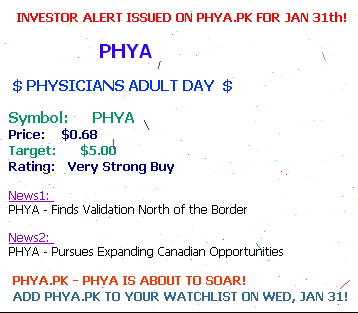 INVESTOR ALERT ISSUED ON PHYA.PK FOR JAN 31th!
PHYA
$ PHYSICIANS ADULT DAY $
Symbol: PHYA
Price: $0.68
Target: $5.00
Rating: Very Strong Buy
News1:
PHYA - Finds Validation North of the Border
News2:
PHYA - Pursues Expanding Canadian Opportunities
PHYA.PK - PHYA IS ABOUT TO SOAR!
ADD PHYA.PK TO YOUR WATCHLIST ON WED, JAN 31!